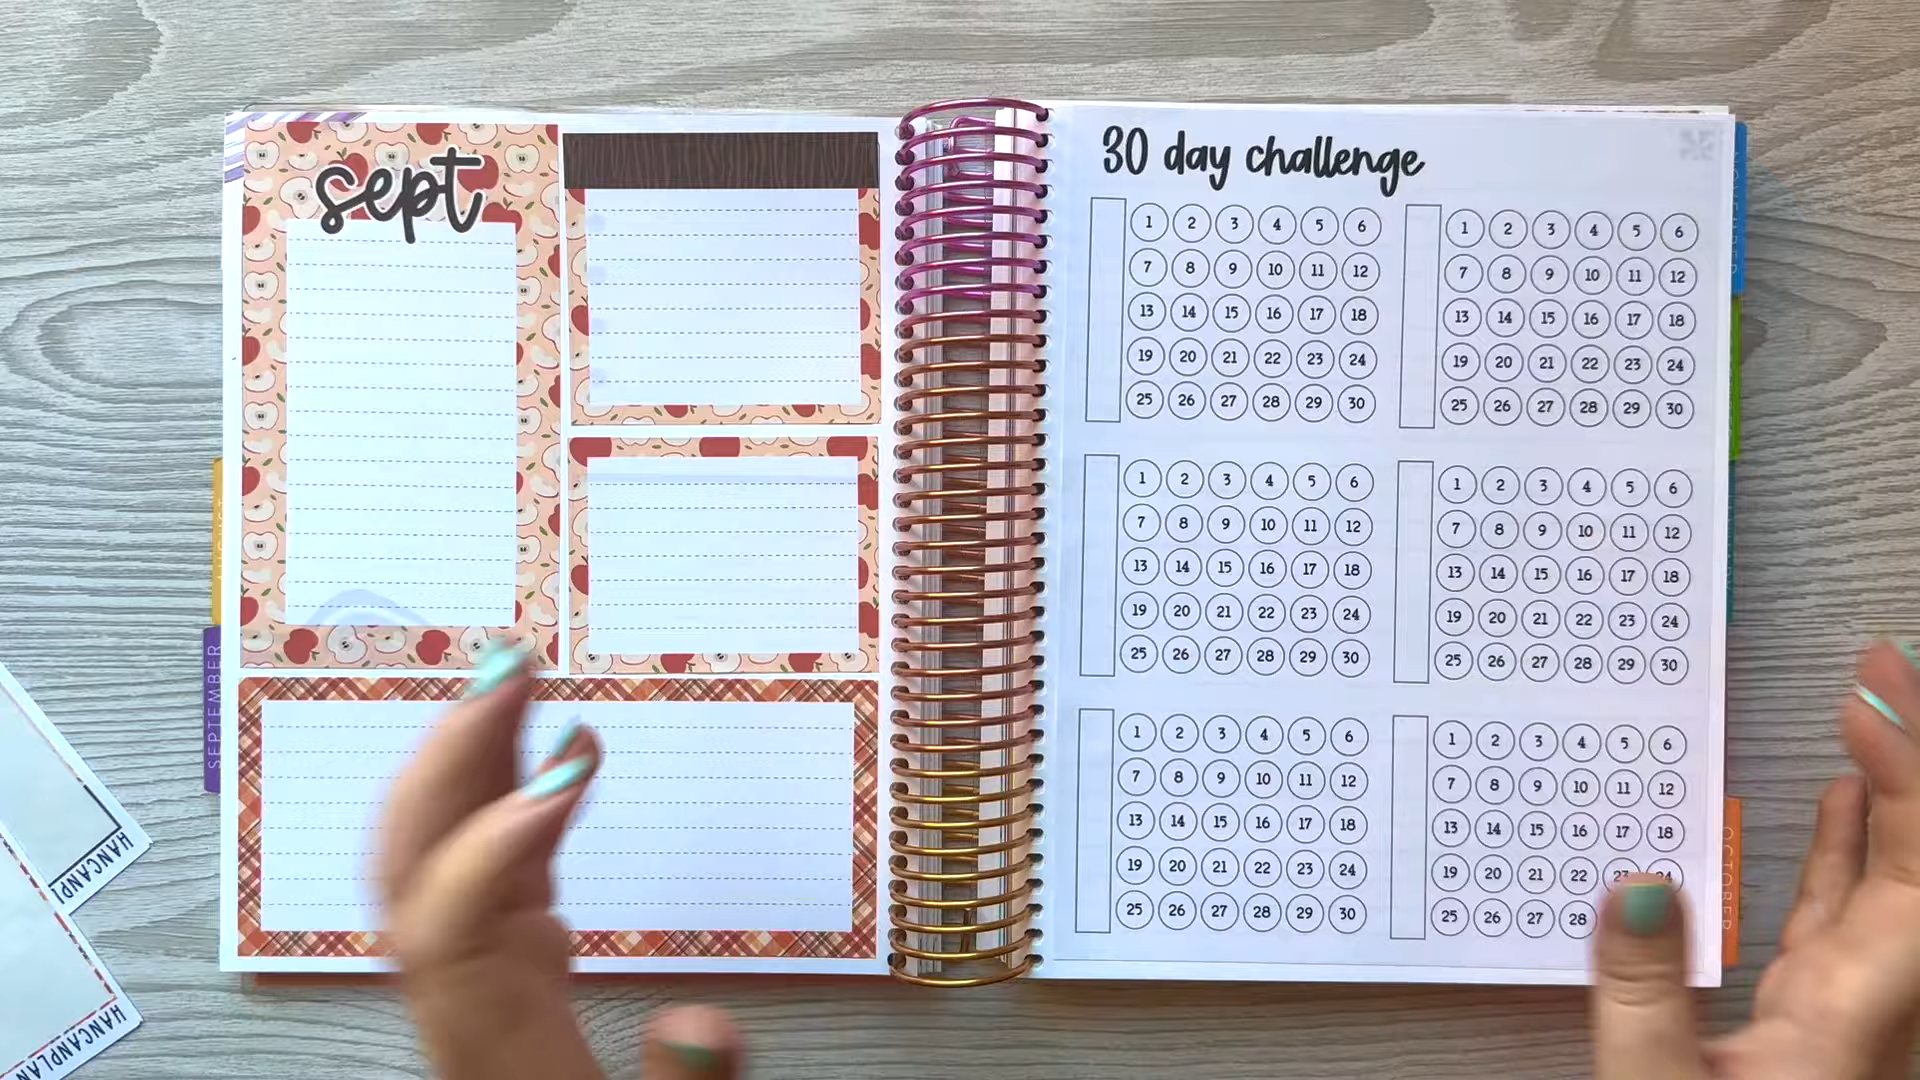 sept
30 day challenge
1 2 3 4 5 6
7 8 9 10 11 12
13 14 15 16 17 18
19 20 21 22 23 24
25 26 27 28 29 30
1 2 3 4 5 6
7 8 9 10 11 12
13 14 15 16 17 18
19 20 21 22 23 24
25 26 27 28 29 30
1 2 3 4 5 6
7 8 9 10 11 12
13 14 15 16 17 18
19 20 21 22 23 24
25 26 27 28 29 30
1 2 3 4 5 6
7 8 9 10 11 12
13 14 15 16 17 18
19 20 21 22 23 24
25 26 27 28 29 30
1 2 3 4 5 6
7 8 9 10 11 12
13 14 15 16 17 18
19 20 21 22 23 24
25 26 27 28 29 30
1 2 3 4 5 6
7 8 9 10 11 12
13 14 15 16 17 18
19 20 21 22 23 24
25 26 27 28
AUGUST
SEPTEMBER
OCTOBER
HANCANPL
HANCANPLAN